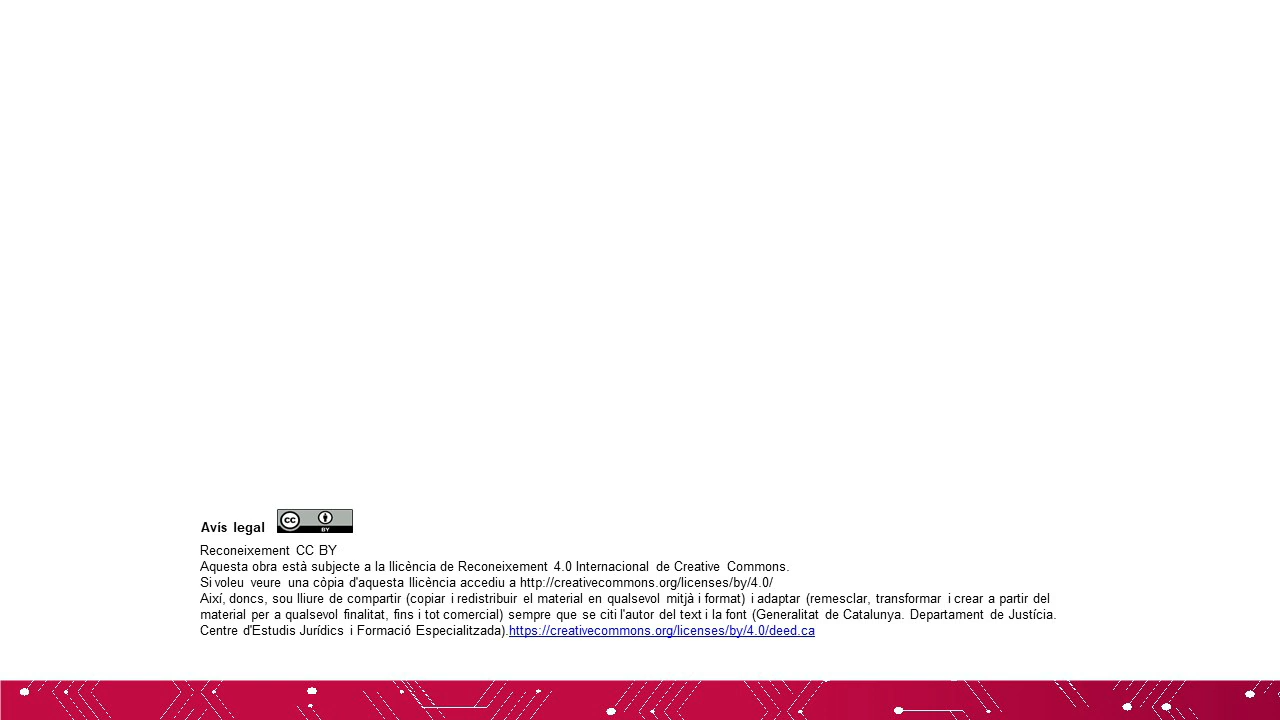 Avís legal
cc BY
Reconeixement CC BY
Aquesta obra està subjecte a la llicència de Reconeixement 4.0 Internacional de Creative Commons.
Si voleu veure una còpia d'aquesta llicència accediu a http://creativecommons.org/licenses/by/4.0/
Així, doncs, sou lliure de compartir (copiar i redistribuir el material en qualsevol mitjà i format) i adaptar (remesclar, transformar i crear a partir del
material per a qualsevol finalitat, fins i tot comercial) sempre que se citi l'autor del text i la font (Generalitat de Catalunya. Departament de Justícia.
Centre d'Estudis Jurídics i Formació Especialitzada).https://creativecommons.org/licenses/by/4.0/deed.ca